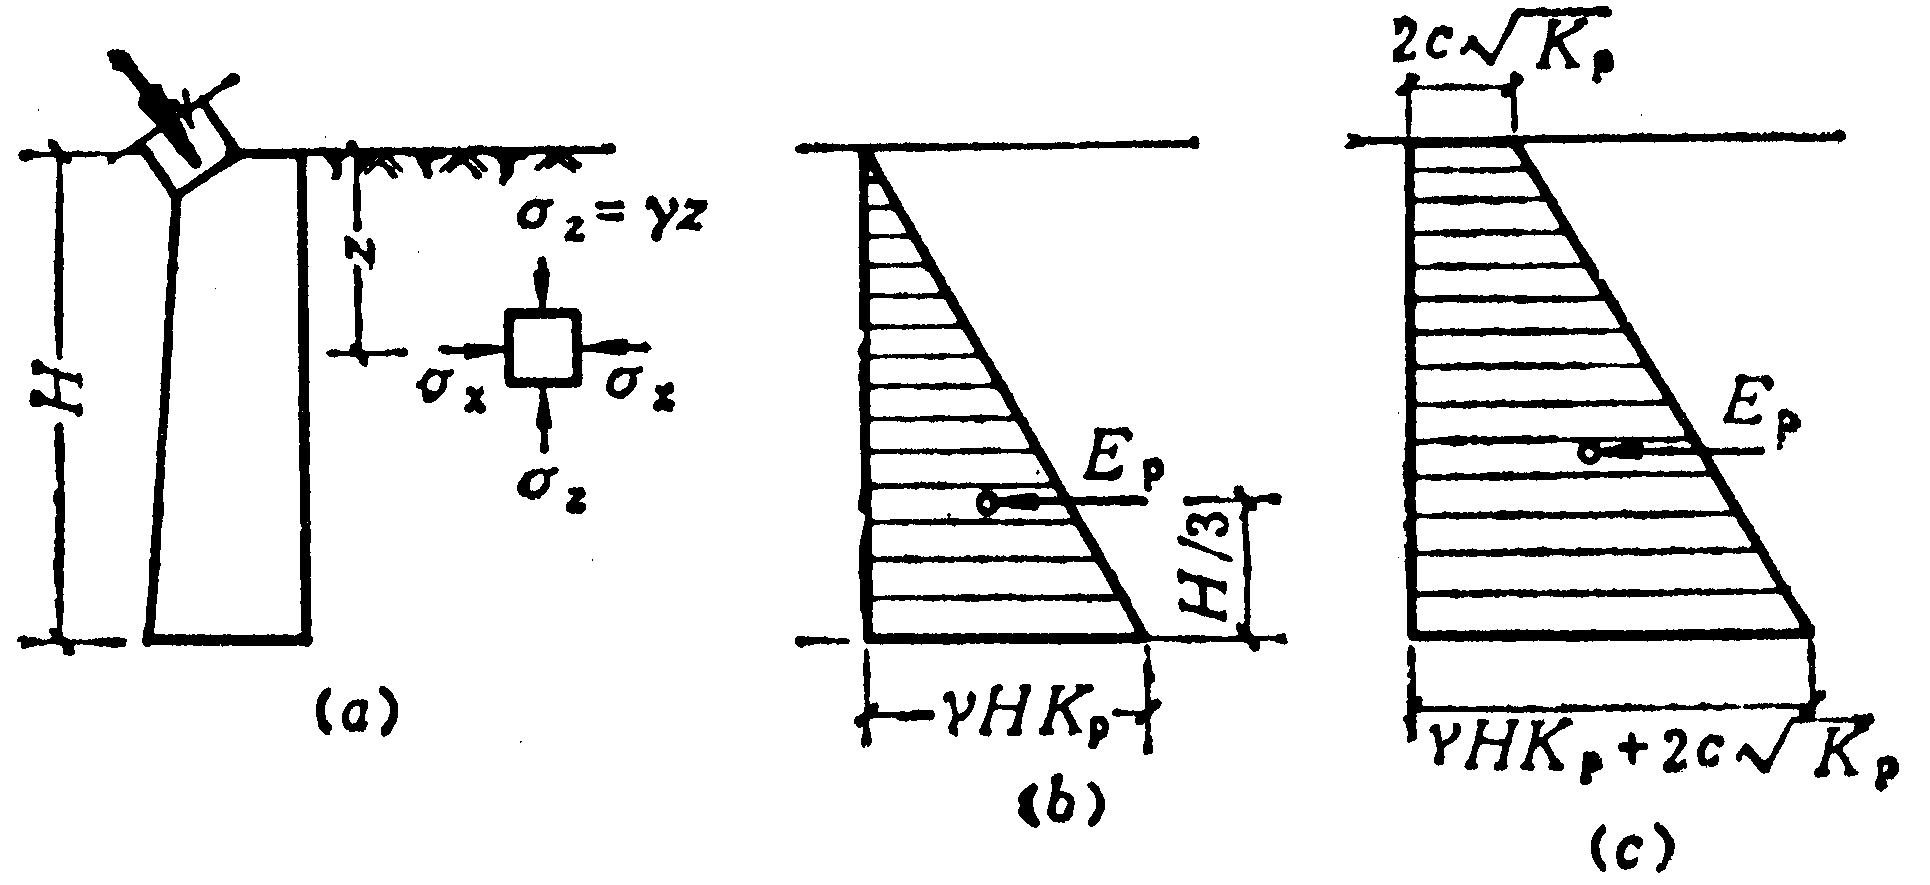 H
z
σz = γz
σx
σx
σz
(a)
Ep
H/3
γHKp
(b)
2c√Kp
Ep
γHKp + 2c√Kp
(c)